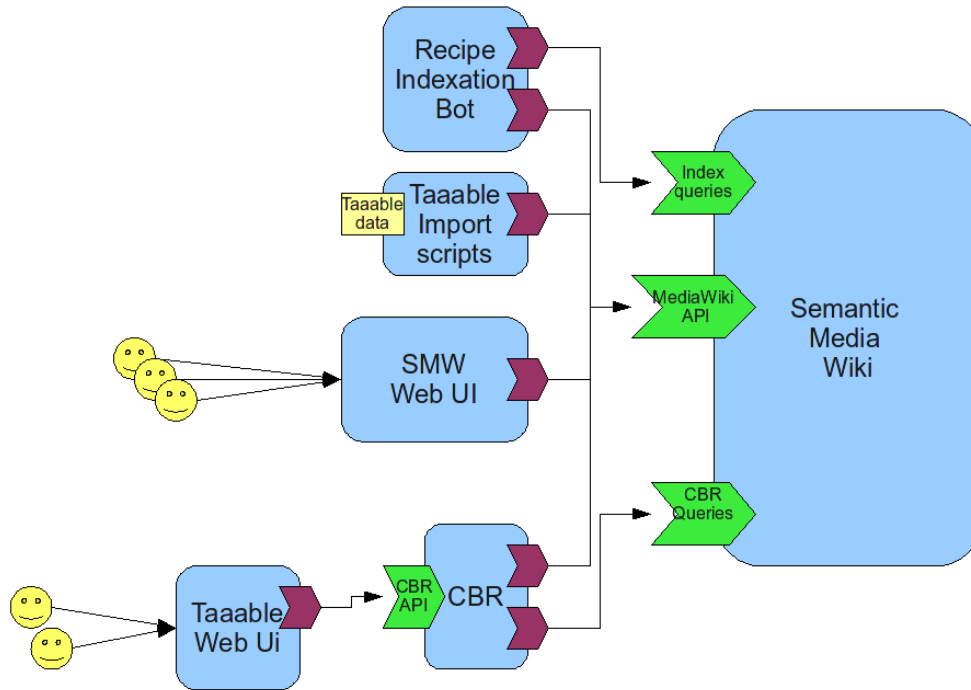 Recipe
Indexation
Bot
Index
queries
Taaable
data
Taaable
Import
scripts
MediaWiki
API
Semantic
Media
Wiki
SMW
Web UI
CBR
Queries
CBR
API
CBR
Taaable
Web Ui